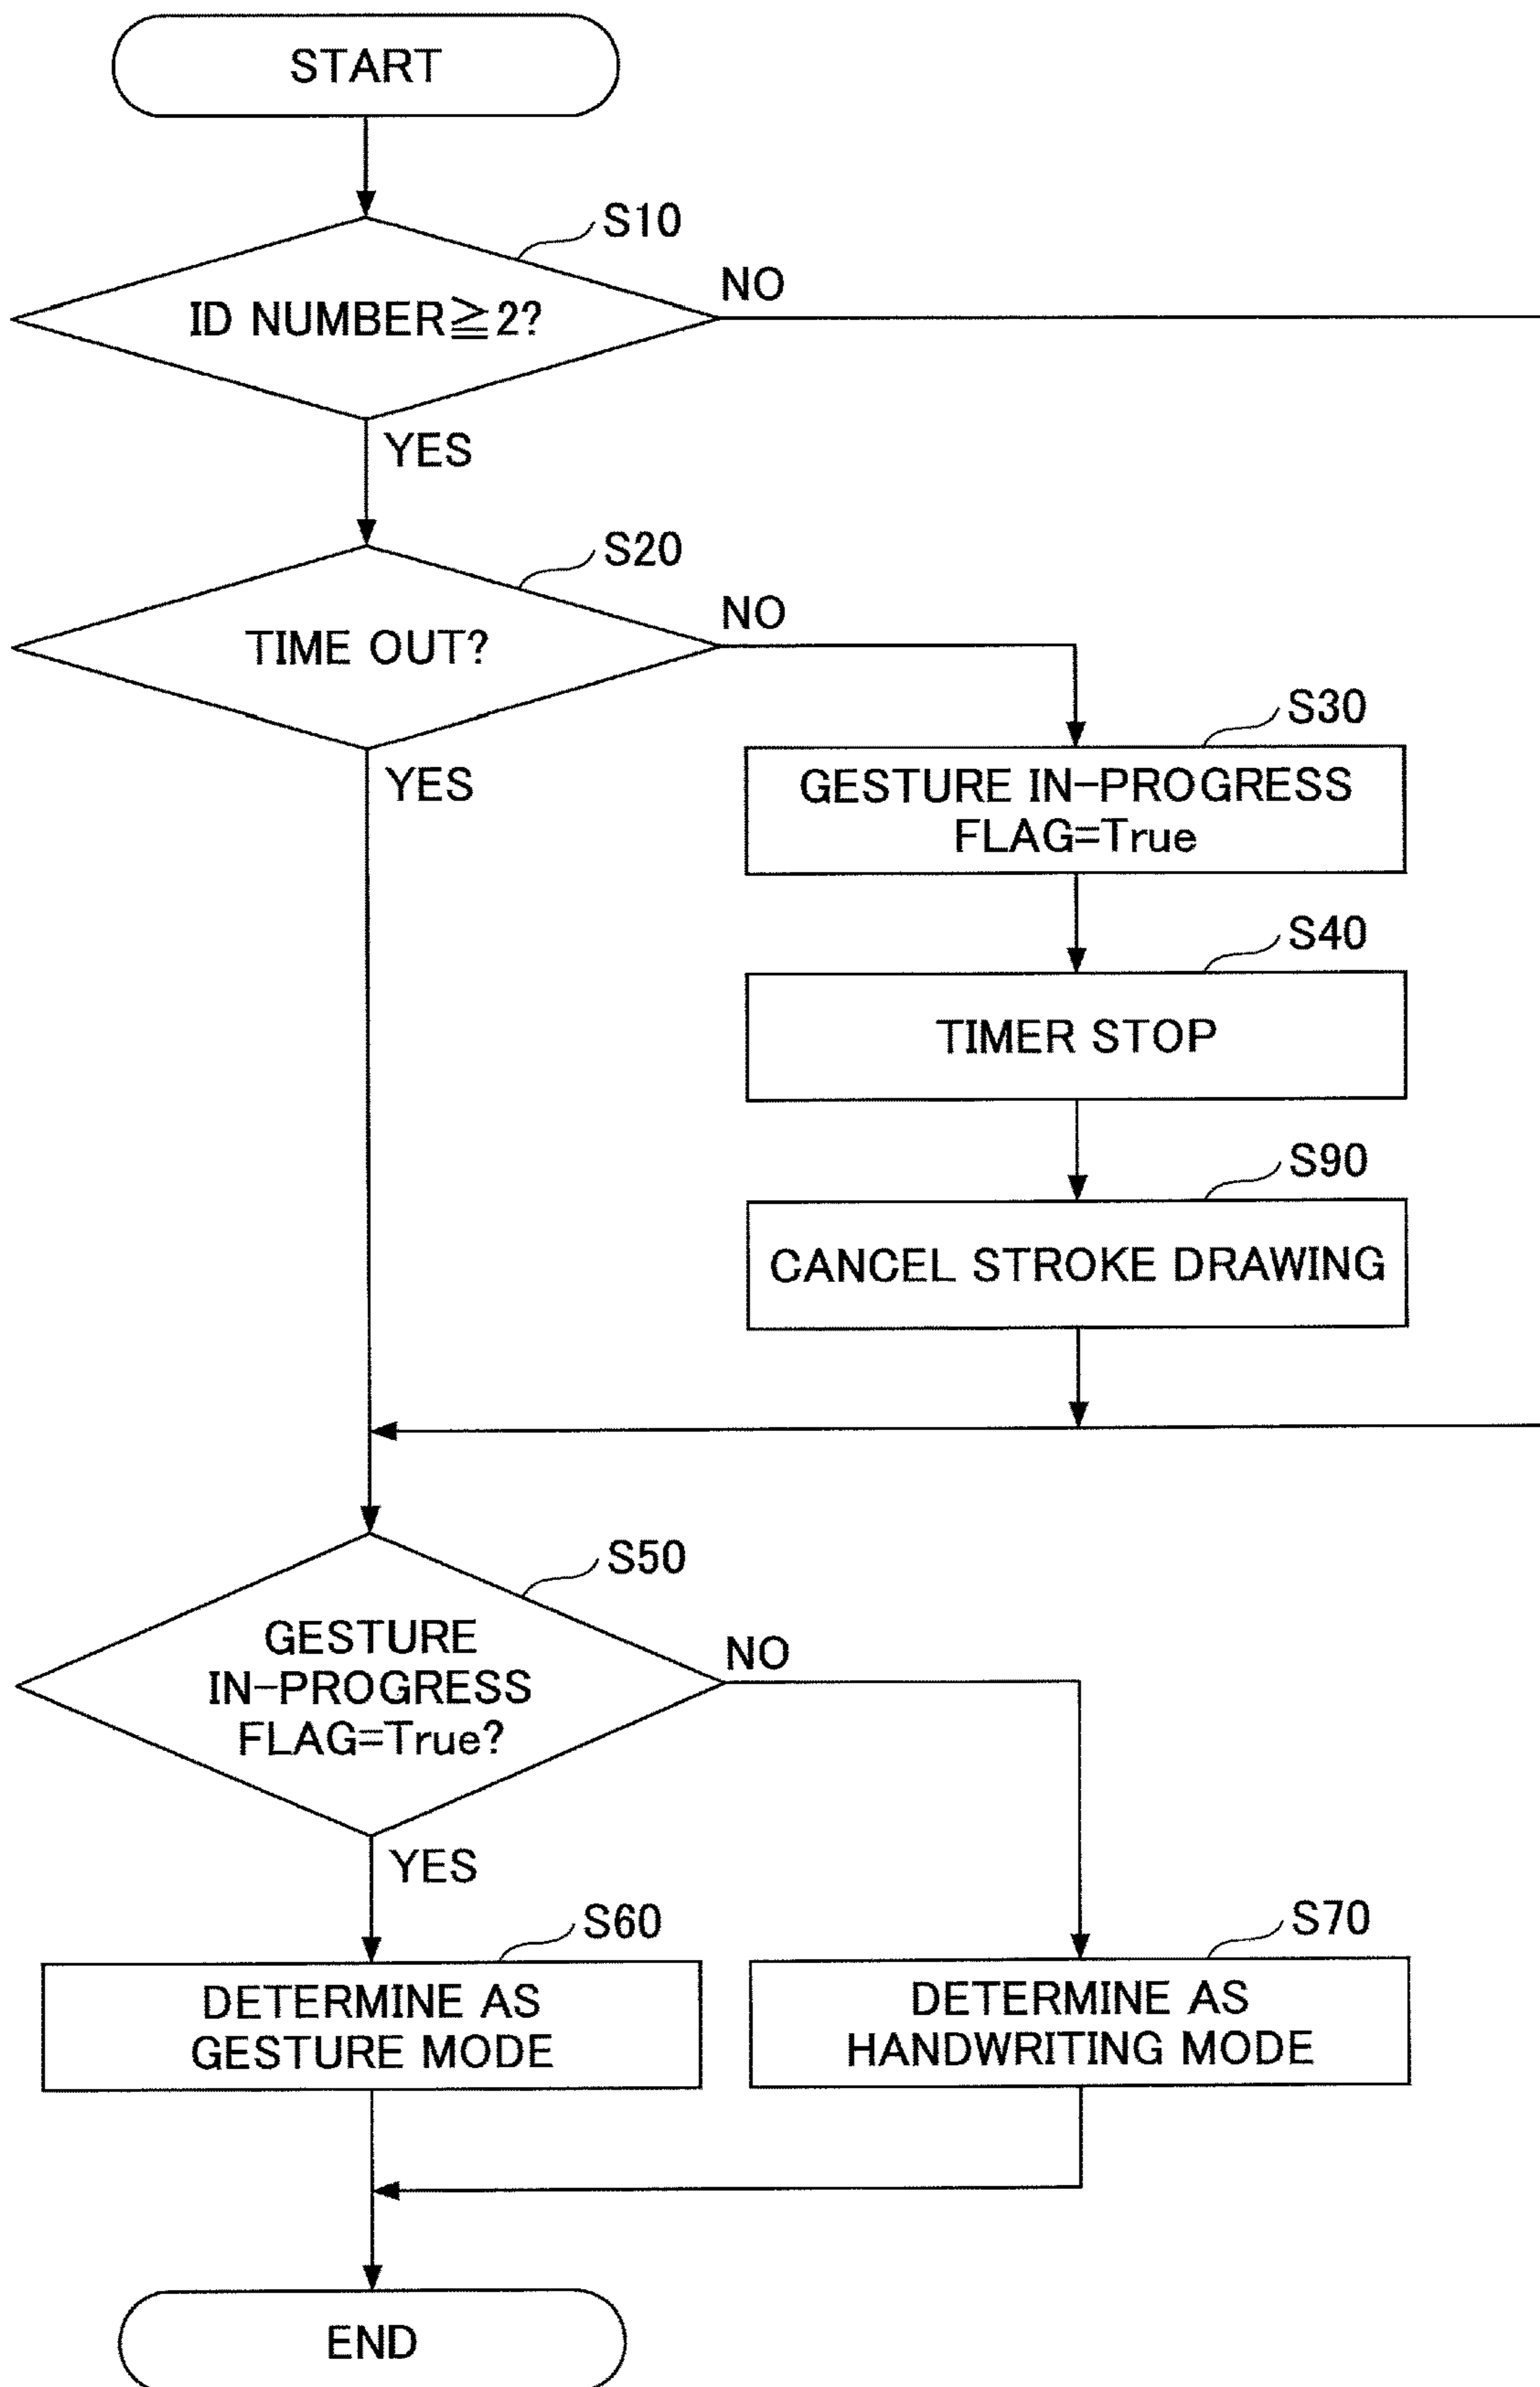 START
S10
ID NUMBER≧2?
NO
YES
S20
TIME OUT?
NO
YES
S30
GESTURE IN-PROGRESS
FLAG=True
S40
TIMER STOP
S90
CANCEL STROKE DRAWING
S50
GESTURE
IN-PROGRESS
FLAG=True?
NO
YES
S60
DETERMINE AS
GESTURE MODE
S70
DETERMINE AS
HANDWRITING MODE
END